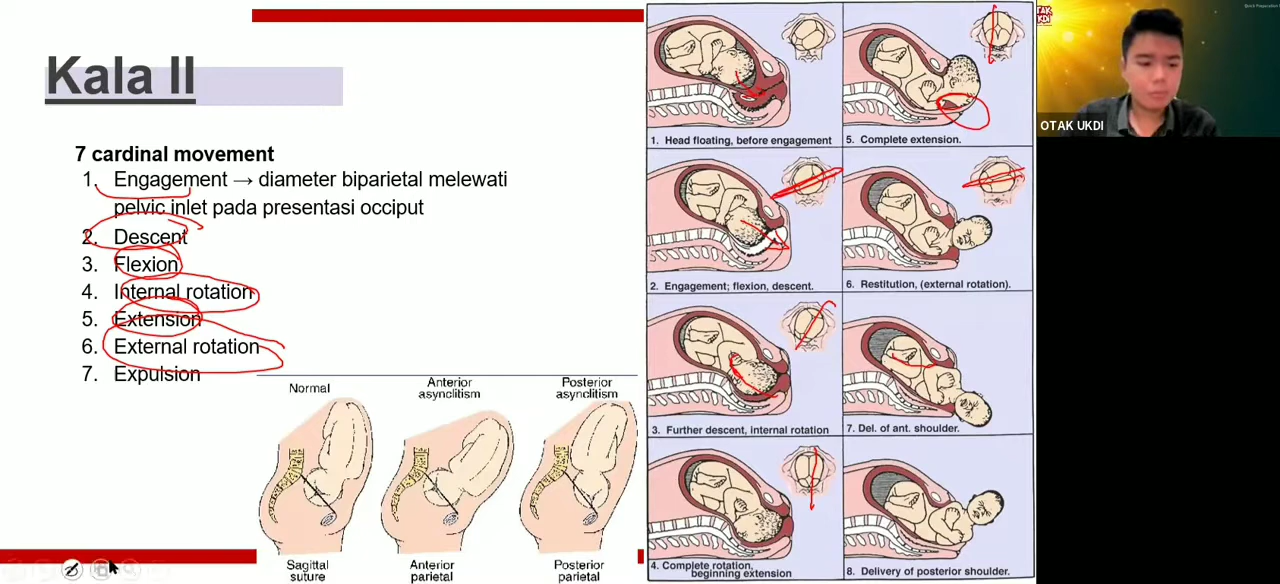 Kala II
7 cardinal movement
1. Engagement → diameter biparietal melewati
pelvic inlet pada presentasi occiput
2. Descent
3. Flexion
4. Internal rotation
5. Extension
6. External rotation
7. Expulsion
Normal
Anterior
asynclitism
Posterior
asynclitism
Sagittal
suture
Anterior
parietal
Posterior
parietal
1. Head floating, before engagement
2. Engagement; flexion, descent.
3. Further descent, internal rotation
4. Complete rotation,
beginning extension
5. Complete extension.
6. Restitution, (external rotation).
7. Del. of ant. shoulder.
8. Delivery of posterior shoulder.
OTAK
UKDI
OTAK UKDI